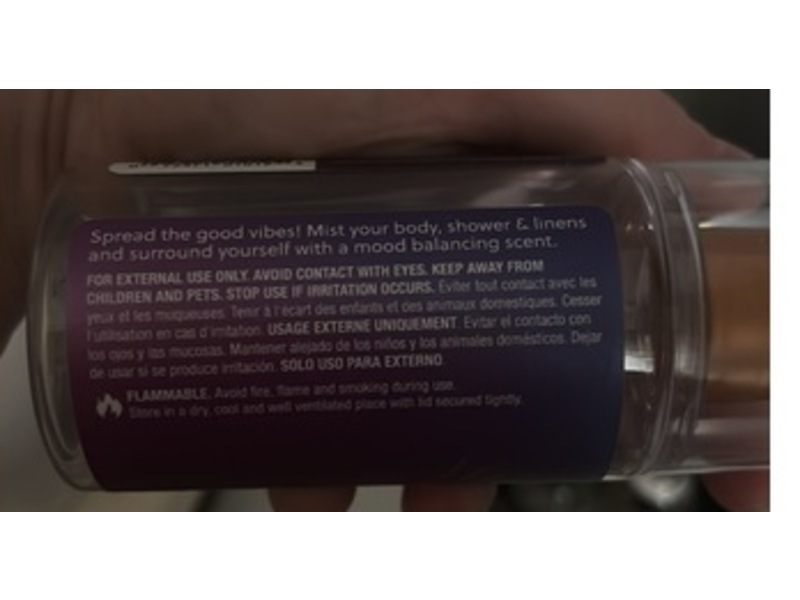 Spread the good vibes! Mist your body, shower & linens
and surround yourself with a mood balancing scent.
FOR EXTERNAL USE ONLY. AVOID CONTACT WITH EYES. KEEP AWAY FROM
CHILDREN AND PETS. STOP USE IF IRRITATION OCCURS. Éviter tout contact avec les
yeux et les muqueuses. Tenir à l'écart des enfants et des animaux domestiques. Cesser
l'utilisation en cas d'irritation. USAGE EXTERNE UNIQUEMENT. Evitar el contacto con
los ojos y las mucosas. Mantener alejado de los niños y los animales domésticos. Dejar
de usar si se produce irritación. SOLO USO PARA EXTERNO.
FLAMMABLE. Avoid fire, flame and smoking during use.
Store in a dry, cool and well ventilated place with lid secured tightly.